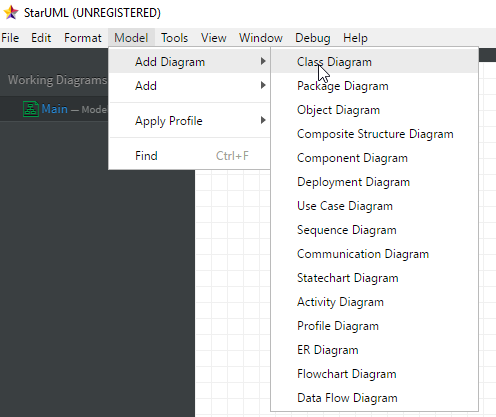 StarUML (UNREGISTERED)
File Edit Format Model Tools View Window Debug Help
Working Diagrams
Main — Model
Add Diagram
Add
Apply Profile
Find Ctrl+F
Class Diagram
Package Diagram
Object Diagram
Composite Structure Diagram
Component Diagram
Deployment Diagram
Use Case Diagram
Sequence Diagram
Communication Diagram
Statechart Diagram
Activity Diagram
Profile Diagram
ER Diagram
Flowchart Diagram
Data Flow Diagram